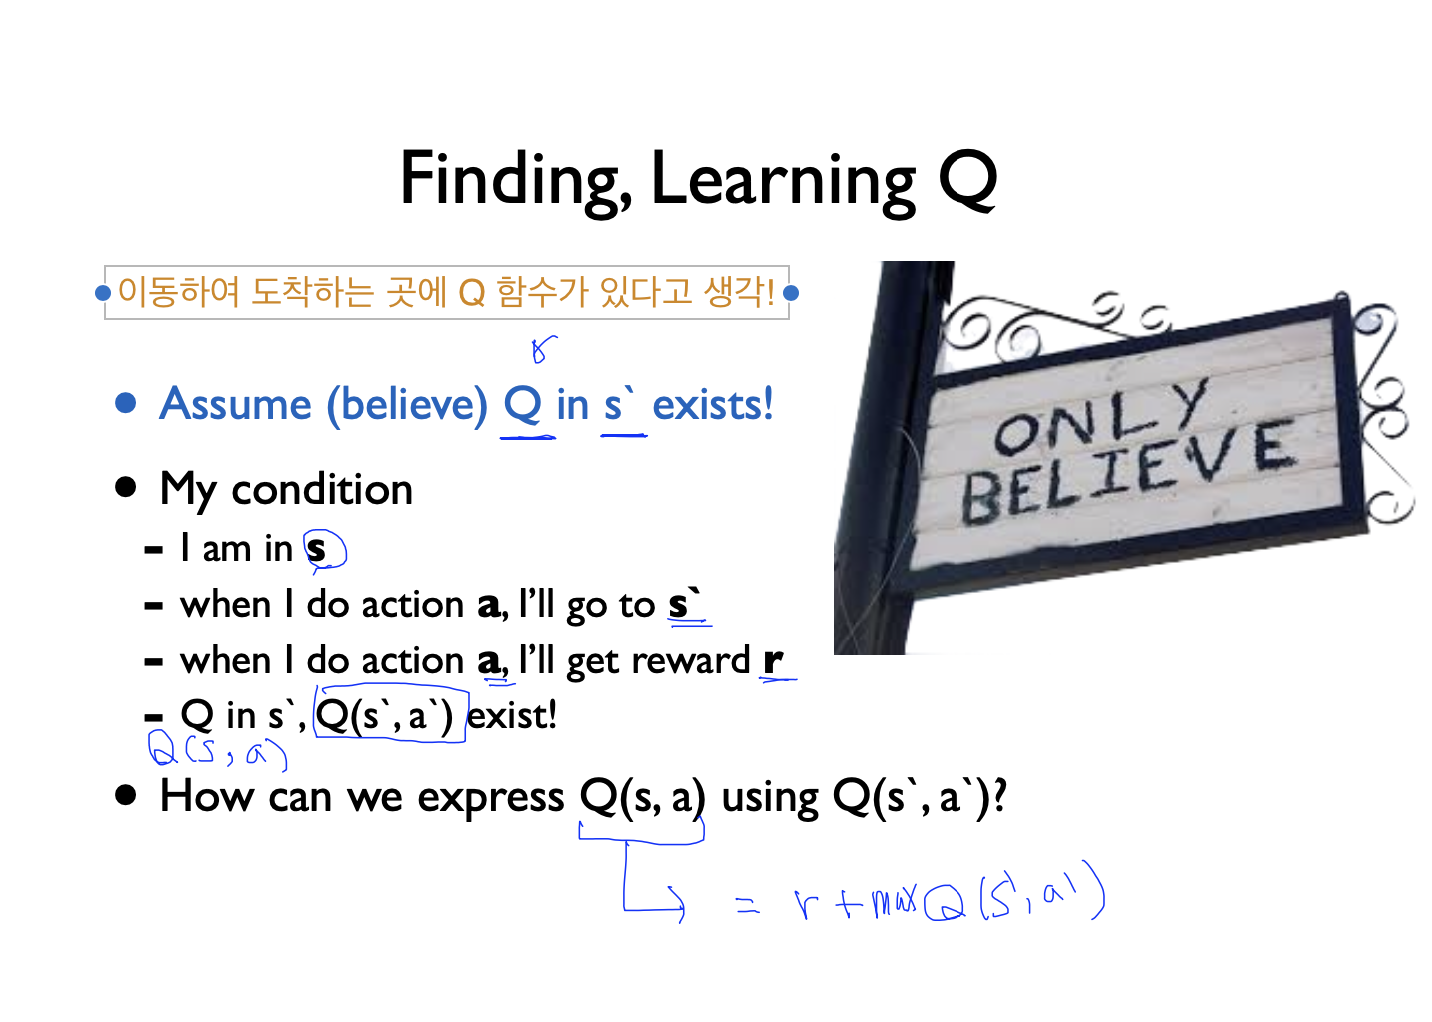 Finding, Learning Q
이동하여 도착하는 곳에 Q 함수가 있다고 생각!
Assume (believe) Q in s` exists!
My condition
- I am in s
- when I do action a, I'll go to s`
- when I do action a, I'll get reward r
- Q in s`, Q(s`, a`) exist!
Q(s, a)
How can we express Q(s, a) using Q(s`, a`)?
= r + max Q(s', a')
ONLY
BELIEVE